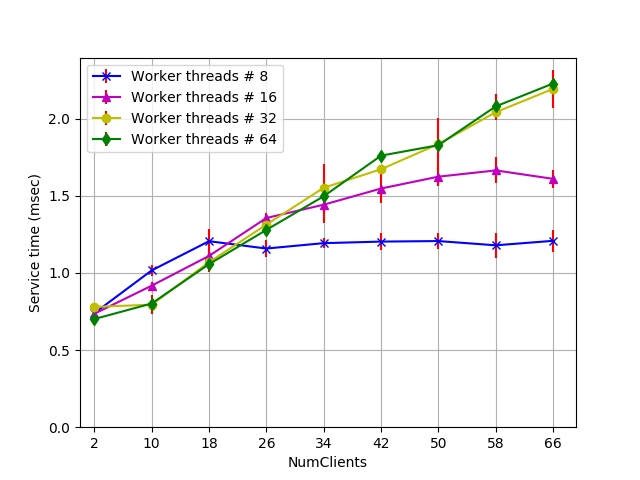 Worker threads # 8
Worker threads # 16
Worker threads # 32
Worker threads # 64
Service time (msec)
2.0
1.5
1.0
0.5
0.0
2 10 18 26 34 42 50 58 66
NumClients